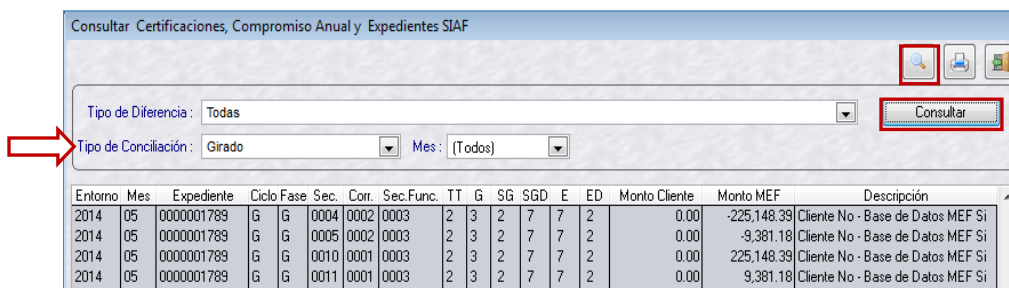 Consultar Certificaciones, Compromiso Anual y Expedientes SIAF
Tipo de Diferencia : Todas Consultar
Tipo de Conciliación : Girado Mes : (Todos)
Entorno Mes Expediente Ciclo Fase Sec. Corr. Sec.Func. TT G SG SGD E ED Monto Cliente Monto MEF Descripción
2014 05 0000001789 G G 0004 0002 0003 2 3 2 7 7 2 0.00 -225,148.39 Cliente No - Base de Datos MEF Si
2014 05 0000001789 G G 0005 0002 0003 2 3 2 7 7 2 0.00 -9,381.18 Cliente No - Base de Datos MEF Si
2014 05 0000001789 G G 0010 0001 0003 2 3 2 7 7 2 0.00 225,148.39 Cliente No - Base de Datos MEF Si
2014 05 0000001789 G G 0011 0001 0003 2 3 2 7 7 2 0.00 9,381.18 Cliente No - Base de Datos MEF Si